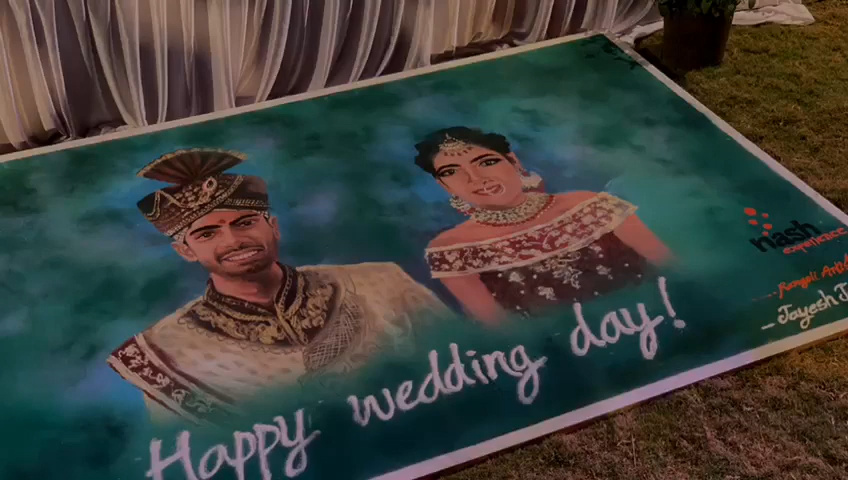 nash
experience
Rangoli Artist
Jayesh J
Happy wedding day!